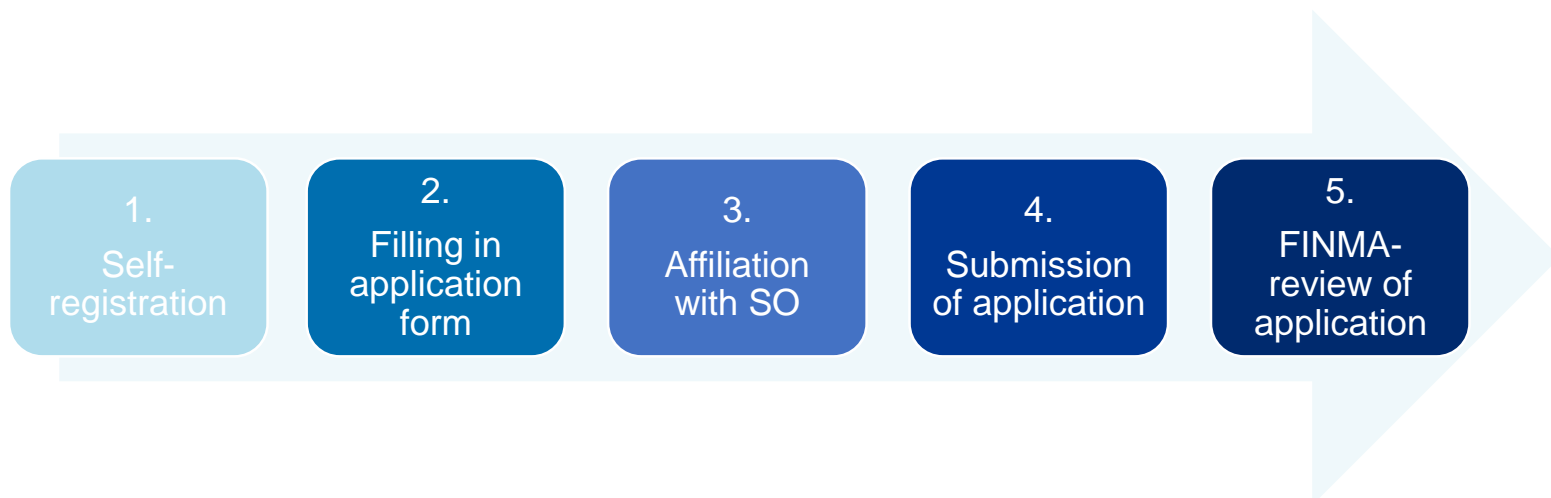 1.
Self-
registration
2.
Filling in
application
form
3.
Affiliation
with SO
4.
Submission
of application
5.
FINMA-
review of
application